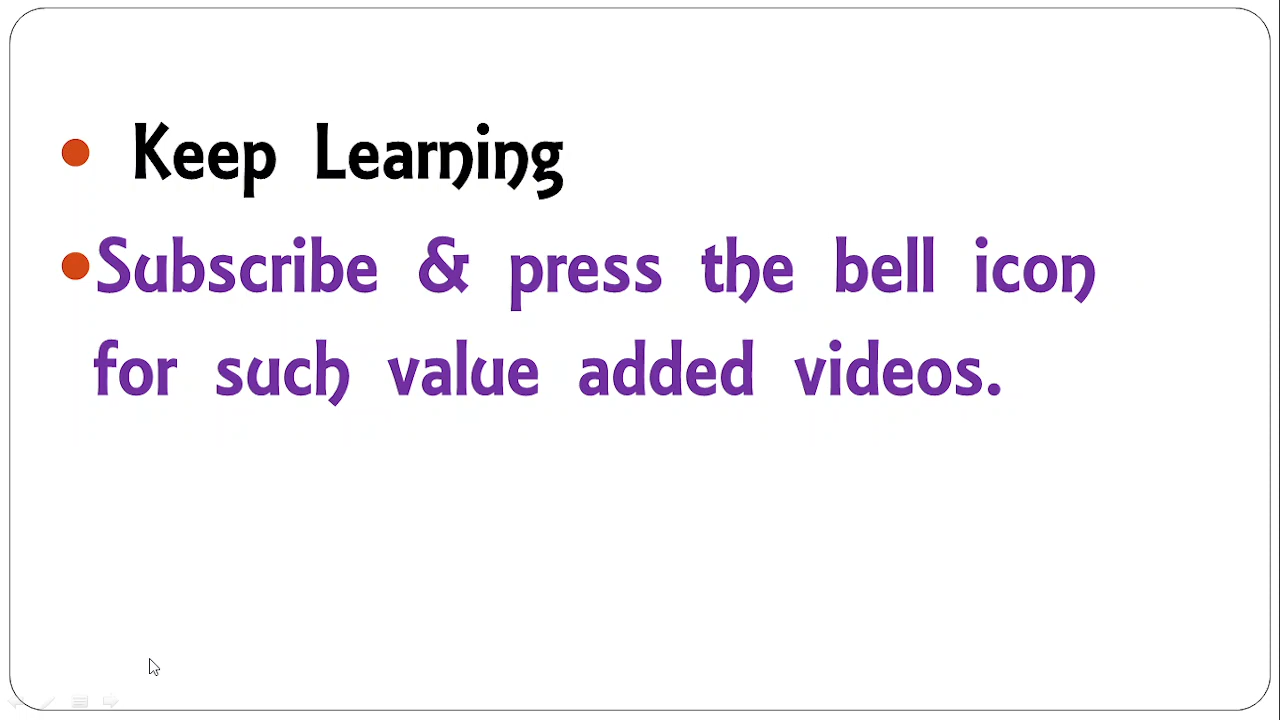 Keep Learning
Subscribe & press the bell icon
for such value added videos.